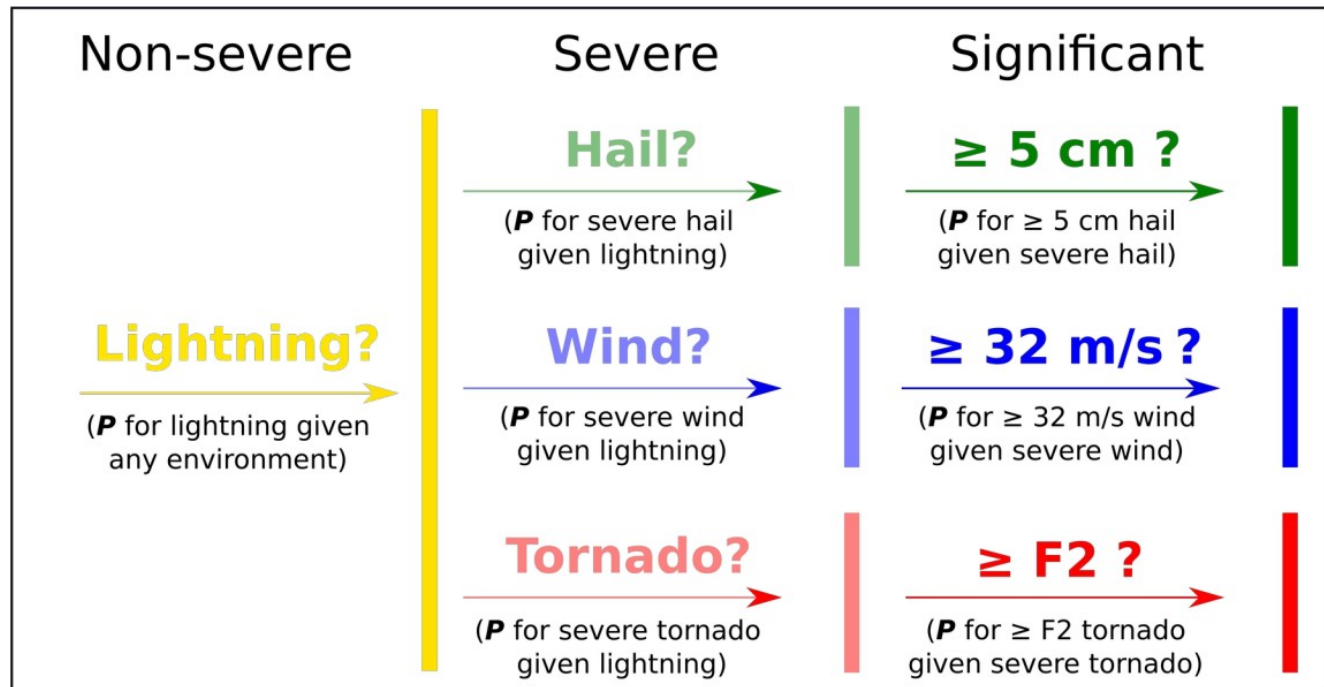 Non-severe
Severe
Significant
Lightning?
(P for lightning given
any environment)
Hail?
(P for severe hail
given lightning)
≥ 5 cm ?
(P for ≥ 5 cm hail
given severe hail)
Wind?
(P for severe wind
given lightning)
≥ 32 m/s ?
(P for ≥ 32 m/s wind
given severe wind)
Tornado?
(P for severe tornado
given lightning)
≥ F2 ?
(P for ≥ F2 tornado
given severe tornado)